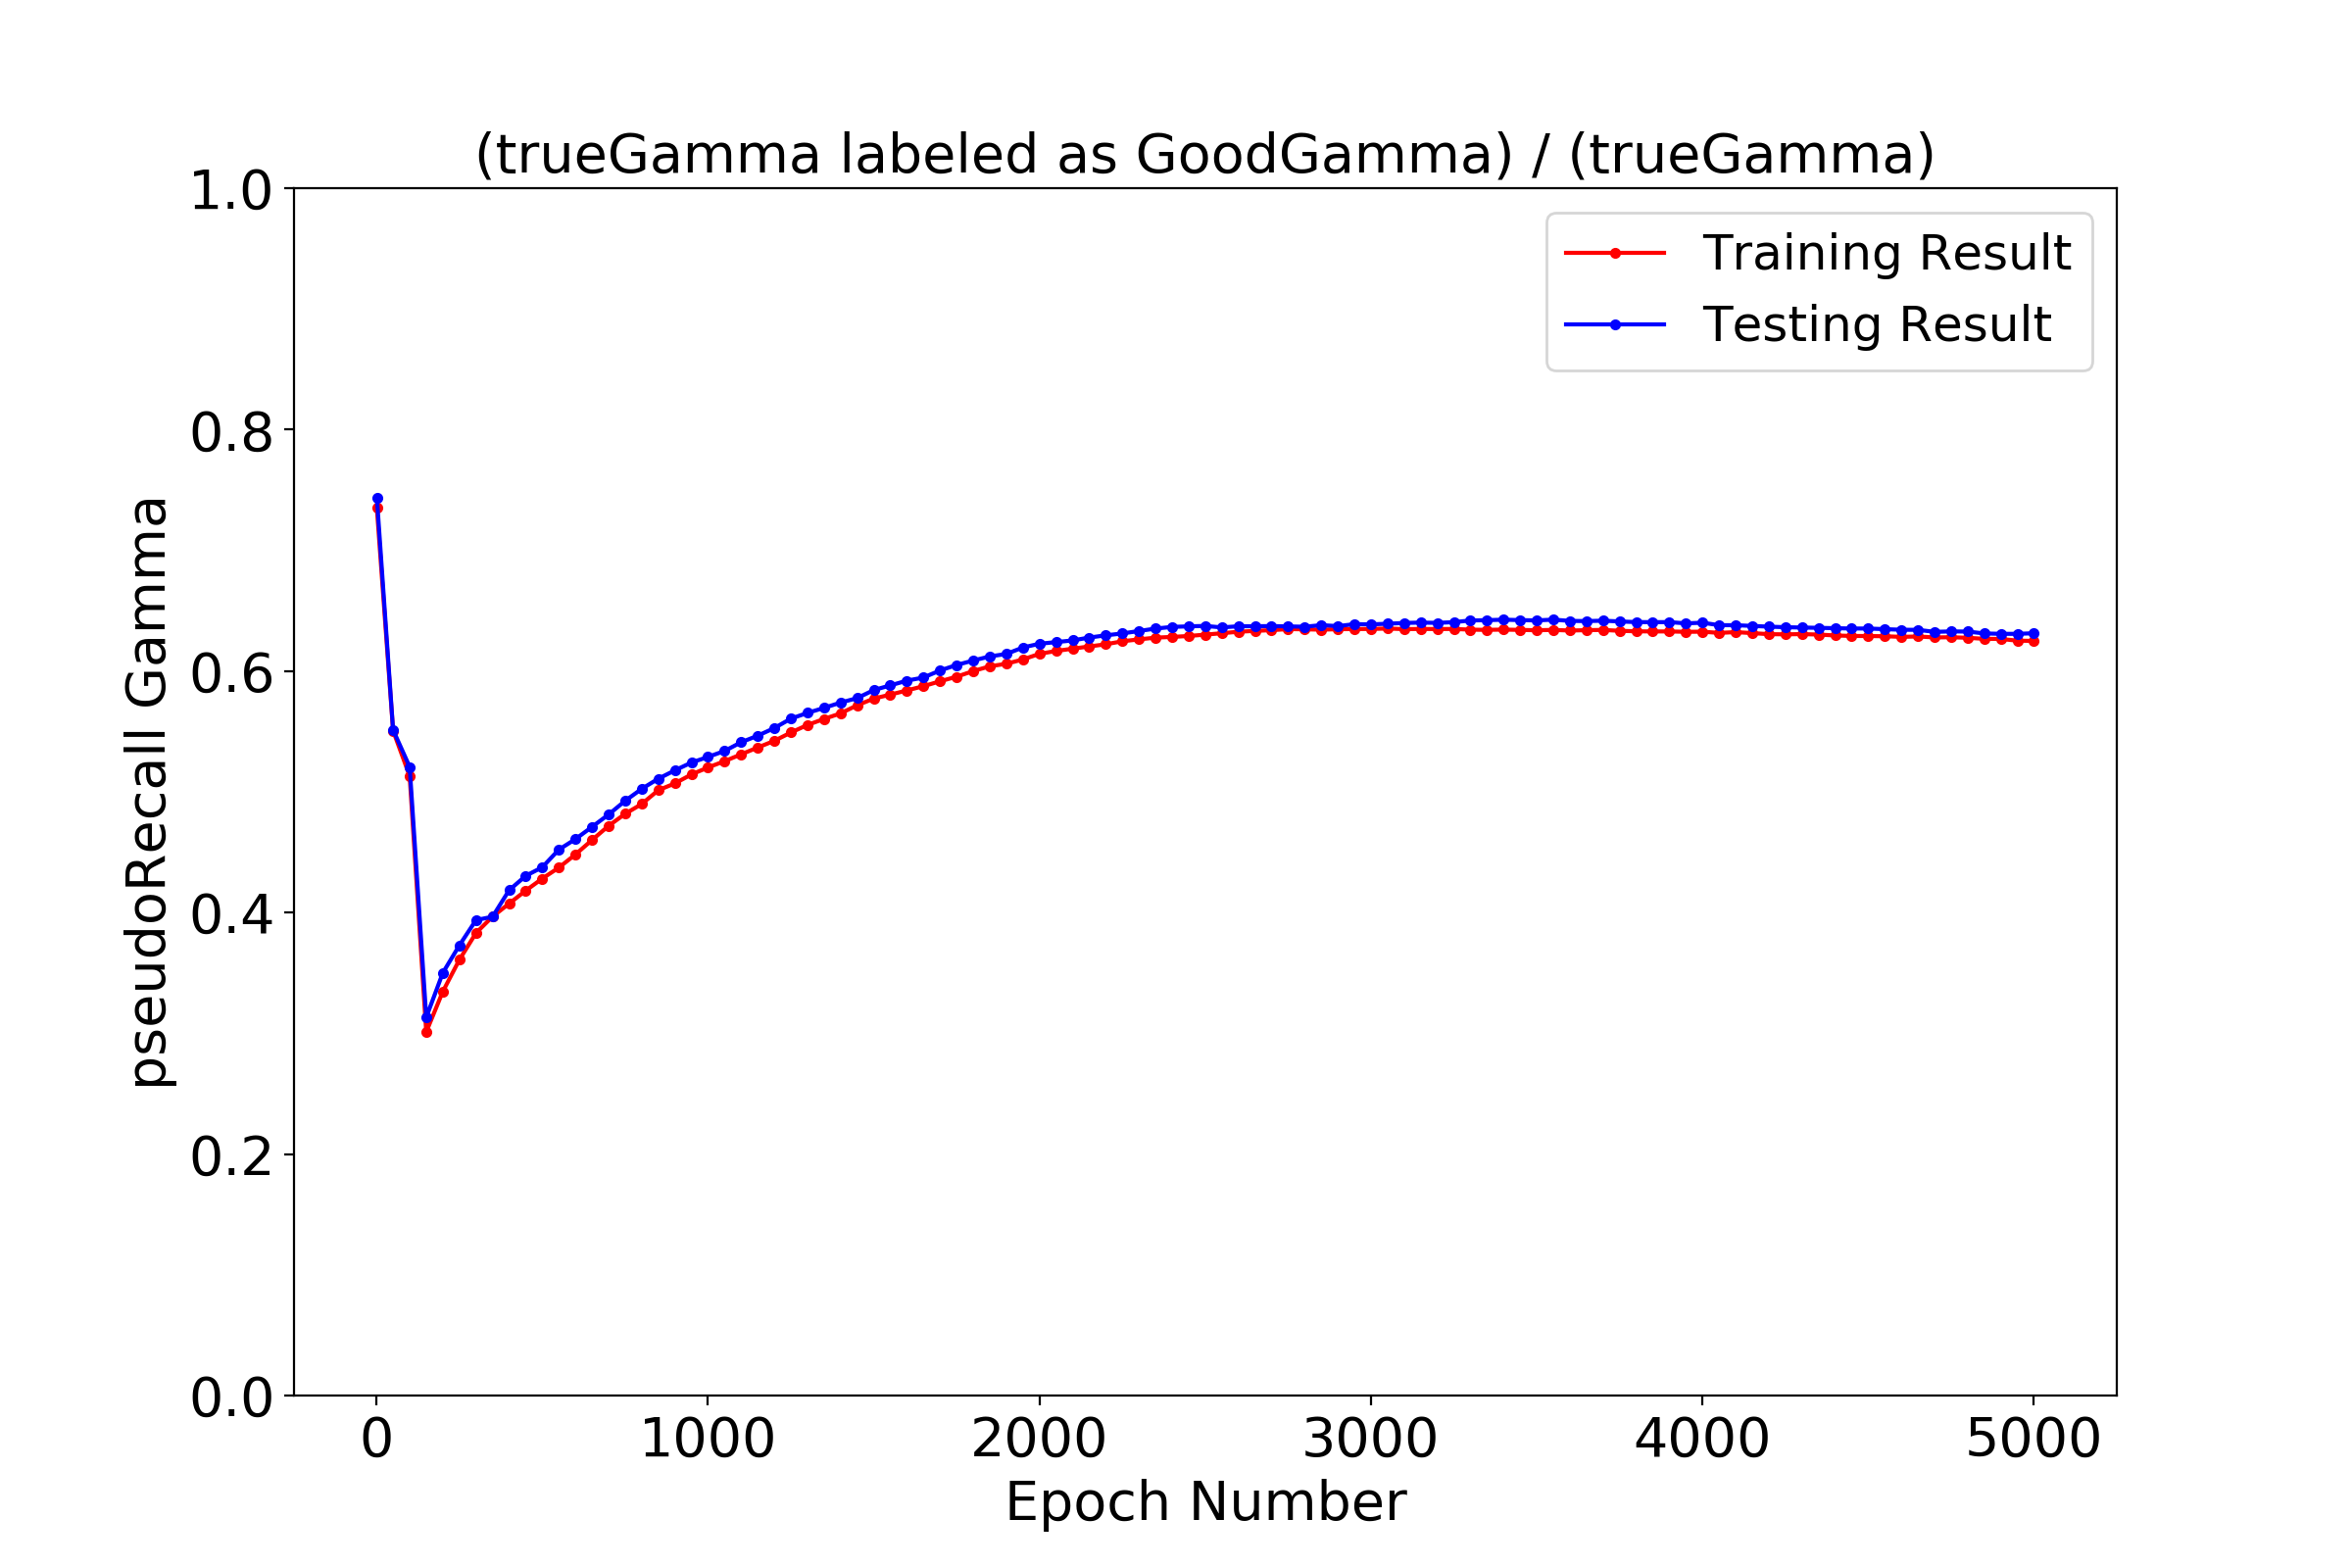 (trueGamma labeled as GoodGamma) / (trueGamma)
1.0
0.8
0.6
0.4
0.2
0.0
pseudoRecall Gamma
Training Result
Testing Result
0 1000 2000 3000 4000 5000
Epoch Number